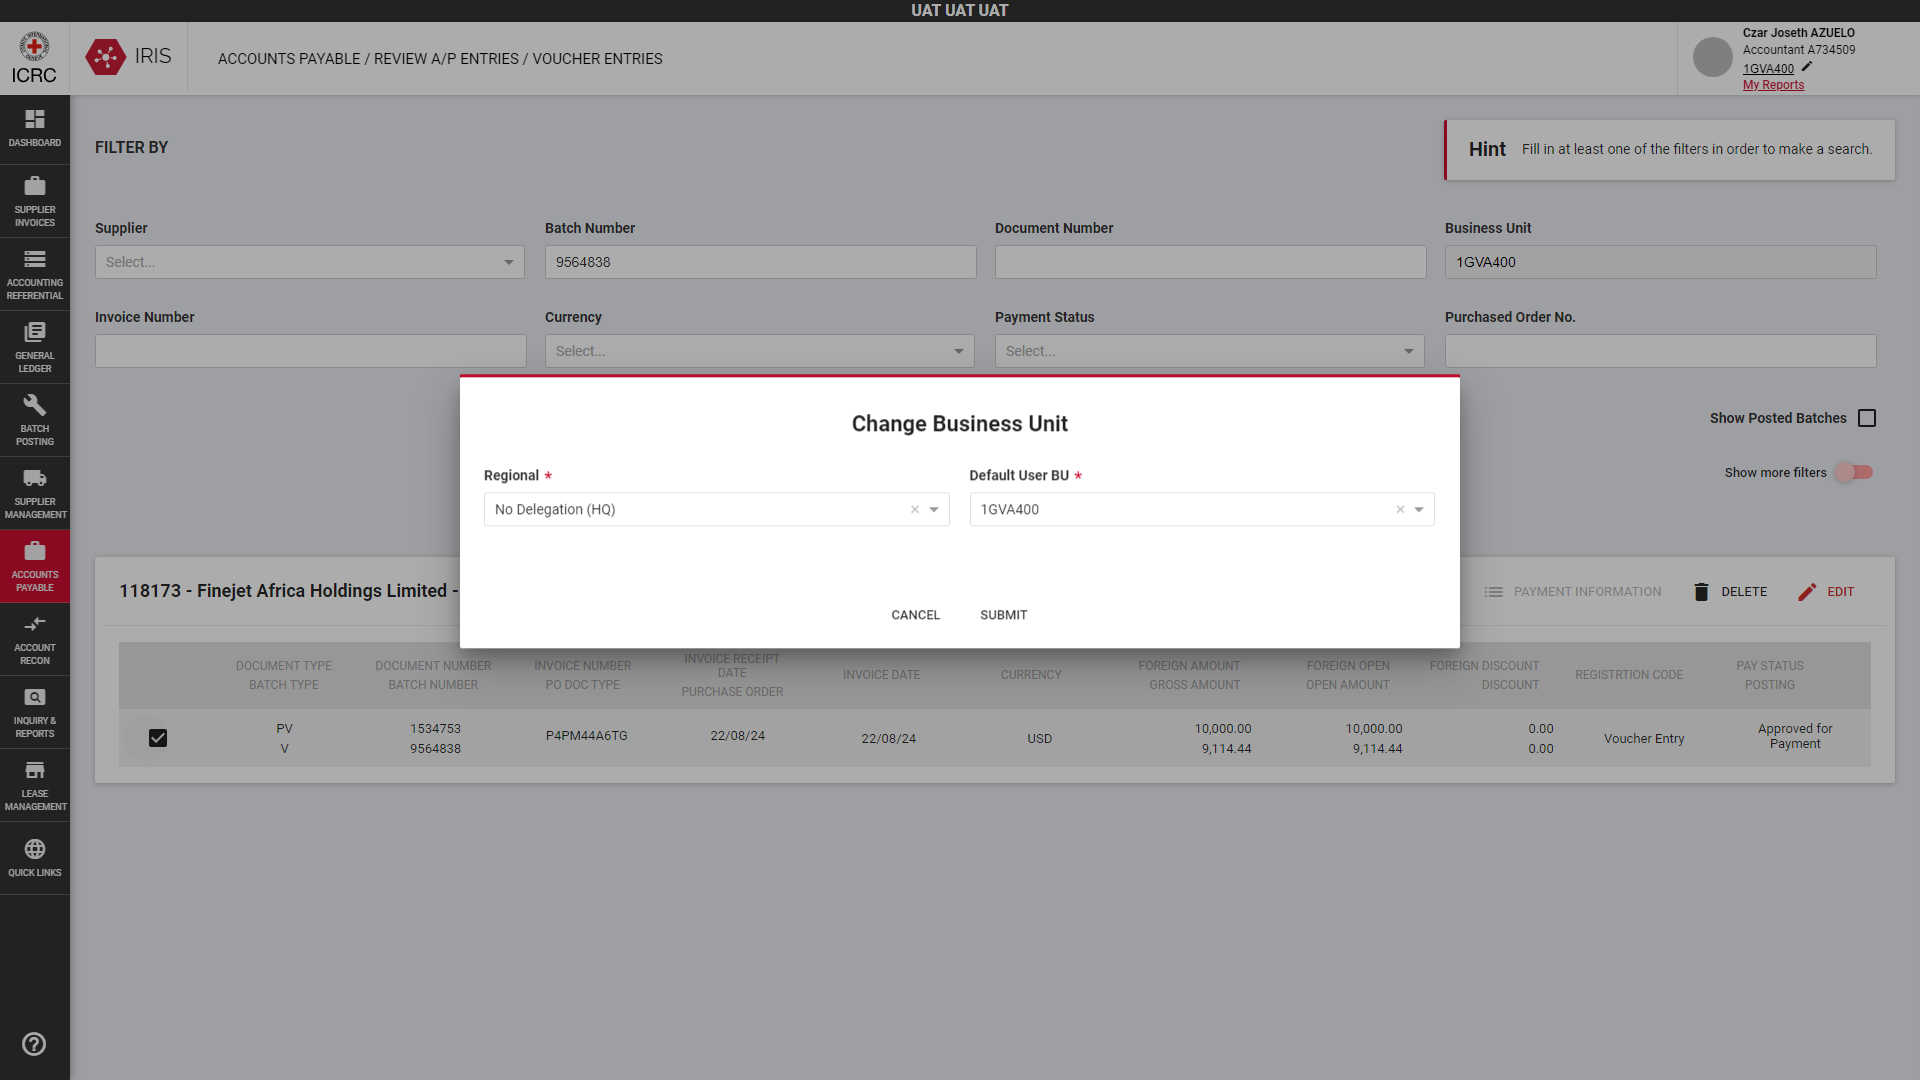 UAT UAT UAT
ICRC
IRIS
ACCOUNTS PAYABLE / REVIEW A/P ENTRIES / VOUCHER ENTRIES
Czar Joseth AZUELO
Accountant A734509
1GVA400
My Reports
DASHBOARD
SUPPLIER
INVOICES
ACCOUNTING
REFERENTIAL
GENERAL
LEDGER
BATCH
POSTING
SUPPLIER
MANAGEMENT
ACCOUNTS
PAYABLE
ACCOUNT
RECON
INQUIRY &
REPORTS
LEASE
MANAGEMENT
QUICK LINKS
FILTER BY
Hint Fill in at least one of the filters in order to make a search.
Supplier Batch Number Document Number Business Unit
Select... 9564838 1GVA400
Invoice Number Currency Payment Status Purchased Order No.
Select... Select...
Show Posted Batches
Show more filters
Change Business Unit
Regional * Default User BU *
No Delegation (HQ) × 1GVA400 ×
CANCEL SUBMIT
118173 - Finejet Africa Holdings Limited -
PAYMENT INFORMATION DELETE EDIT
DOCUMENT TYPE
BATCH TYPE
DOCUMENT NUMBER
BATCH NUMBER
INVOICE NUMBER
PO DOC TYPE
INVOICE RECEIPT
DATE
PURCHASE ORDER
INVOICE DATE
CURRENCY
FOREIGN AMOUNT
GROSS AMOUNT
FOREIGN OPEN
OPEN AMOUNT
FOREIGN DISCOUNT
DISCOUNT
REGISTRTION CODE
PAY STATUS
POSTING
PV
V
1534753
9564838
P4PM44A6TG
22/08/24
22/08/24
USD
10,000.00
9,114.44
10,000.00
9,114.44
0.00
0.00
Voucher Entry
Approved for
Payment